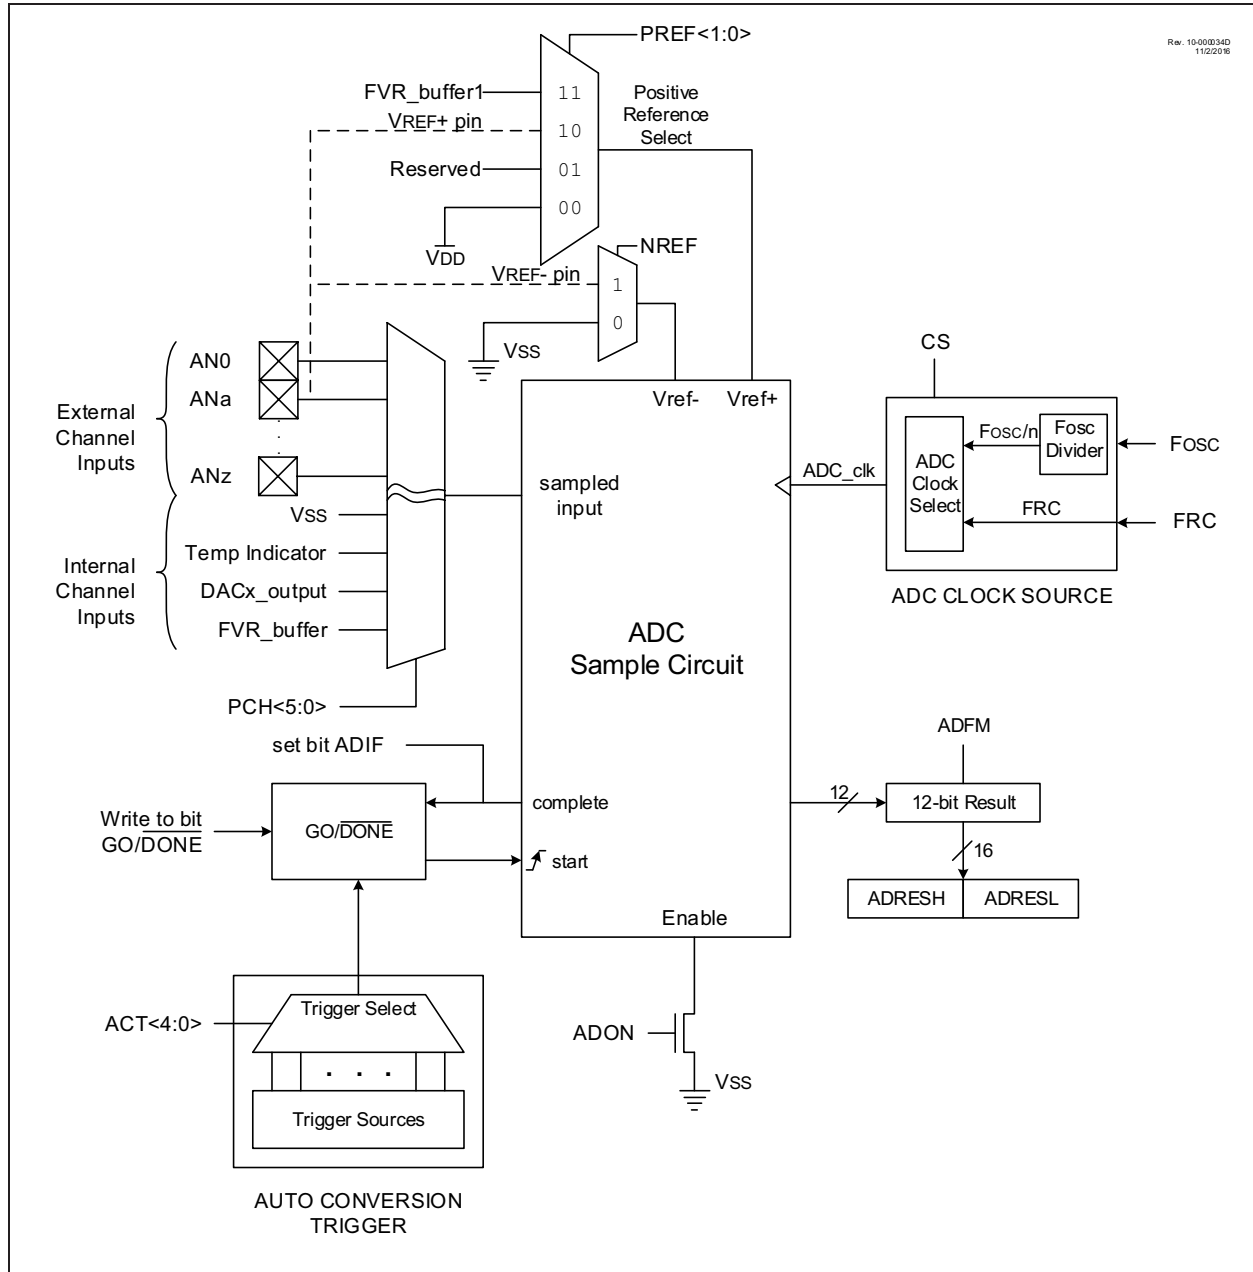 PREF<1:0>
Rev. 10-000034D
11/2/2016
FVR_buffer1
11
Positive
Reference
Select
VREF+ pin
10
Reserved
01
00
VDD
NREF
VREF- pin
1
0
VSS
CS
AN0
ANa
ANz
External
Channel
Inputs
Vref-
Vref+
Fosc/n
Fosc
Divider
FOSC
ADC
Clock
Select
ADC_clk
FRC
FRC
ADC CLOCK SOURCE
sampled
input
VSS
Temp Indicator
DACx_output
FVR_buffer
Internal
Channel
Inputs
ADC
Sample Circuit
PCH<5:0>
set bit ADIF
ADFM
complete
12
12-bit Result
Write to bit
GO/DONE
GO/DONE
start
16
ADRESH
ADRESL
Enable
ACT<4:0>
Trigger Select
. . .
Trigger Sources
ADON
VSS
AUTO CONVERSION
TRIGGER